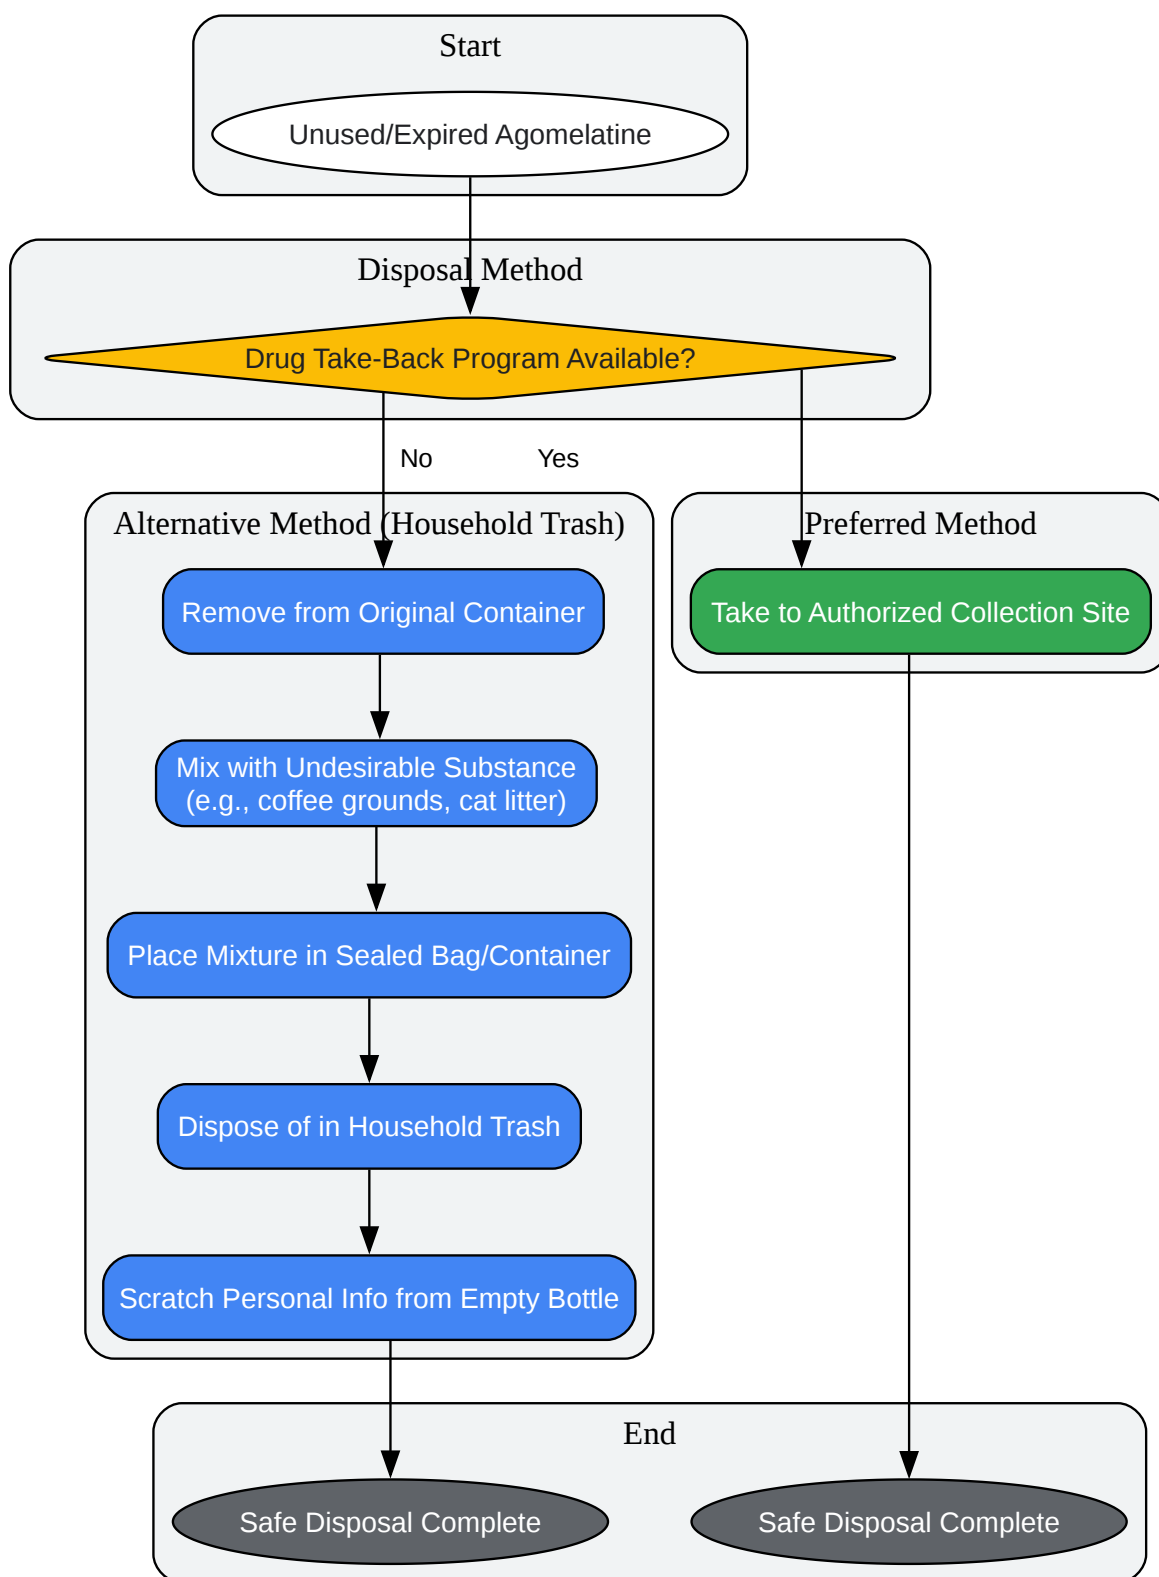 Start
Unused/Expired Agomelatine
Disposal Method
Drug Take-Back Program Available?
No
Yes
Alternative Method (Household Trash)
Preferred Method
Remove from Original Container
Take to Authorized Collection Site
Mix with Undesirable Substance
(e.g., coffee grounds, cat litter)
Place Mixture in Sealed Bag/Container
Dispose of in Household Trash
Scratch Personal Info from Empty Bottle
End
Safe Disposal Complete
Safe Disposal Complete